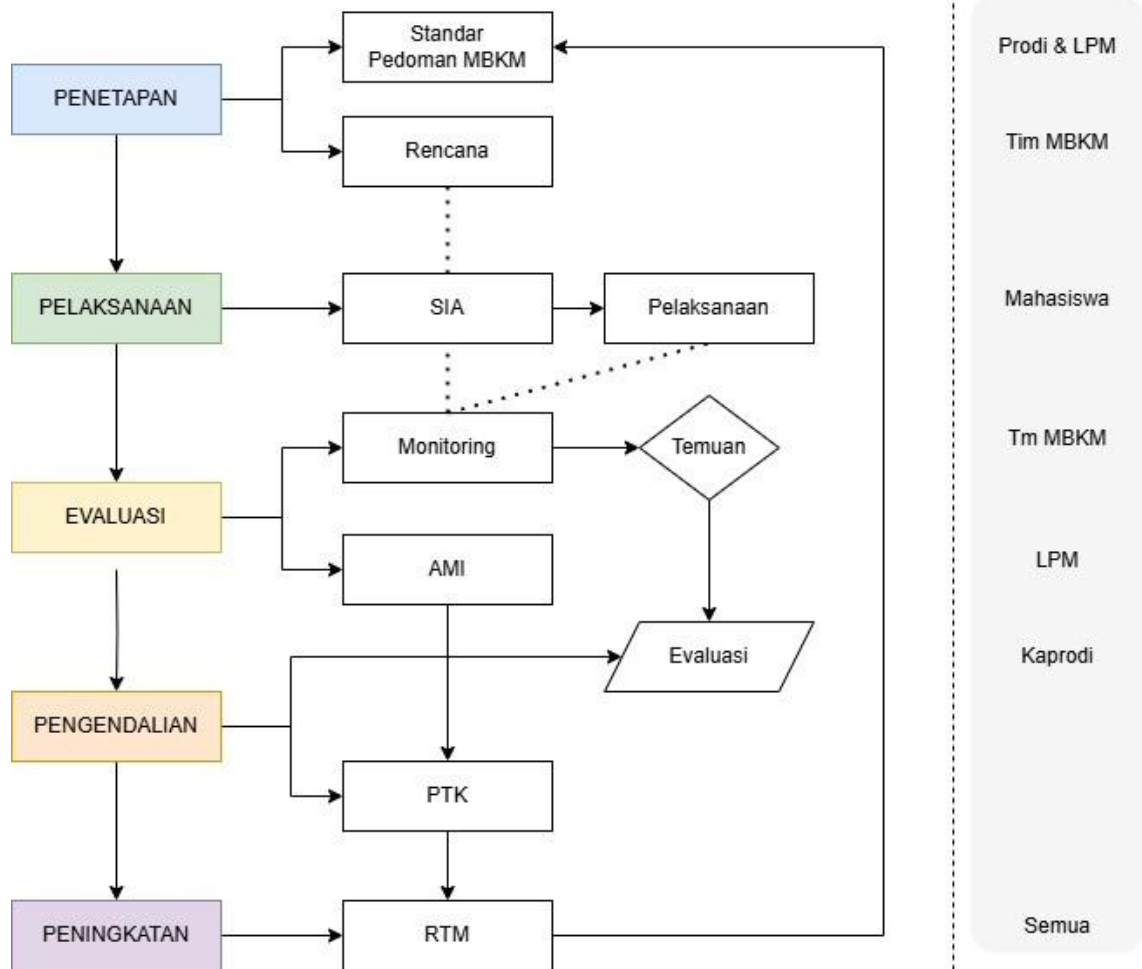 Standar
Pedoman MBKM
Prodi & LPM
PENETAPAN
Rencana
Tim MBKM
PELAKSANAAN
SIA
Pelaksanaan
Mahasiswa
Monitoring
Temuan
Tm MBKM
EVALUASI
AMI
LPM
Evaluasi
Kaprodi
PENGENDALIAN
PTK
PENINGKATAN
RTM
Semua